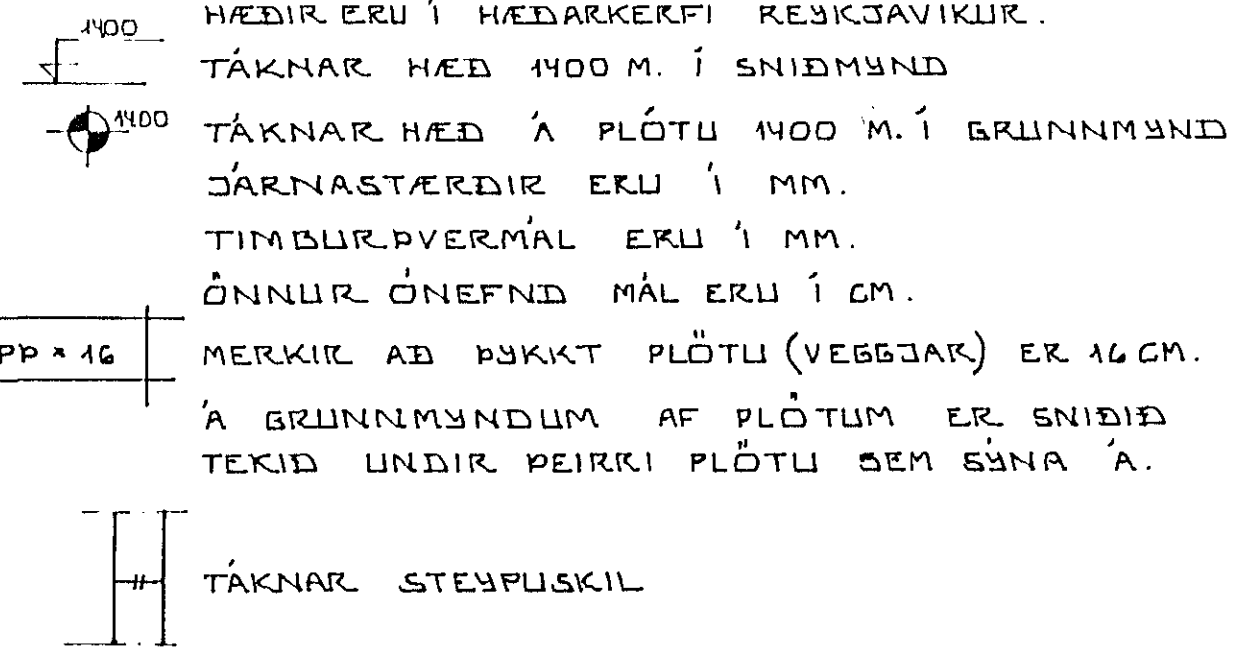 HÆÐIR ERU Í HÆÐARKERFI REYKJAVIKUR.
1400 TÁKNAR HÆÐ 1400 M. Í SNIÐMYND
1400 TÁKNAR HÆÐ Á PLÖTU 1400 M. Í GRUNNMYND
JÁRNASTÆRÐIR ERU Í MM.
TIMBURÞVERMÁL ERU Í MM.
ÖNNUR ÓNEFND MÁL ERU Í CM.
PÞ = 16 MERKIR AÐ ÞYKKT PLÖTU (VEGGJAR) ER 16 CM.
Á GRUNNMYNDUM AF PLÖTUM ER SNIÐIÐ
TEKIÐ UNDIR ÞEIRRI PLÖTU SEM SÝNA Á.
TÁKNAR STEYPUSKIL